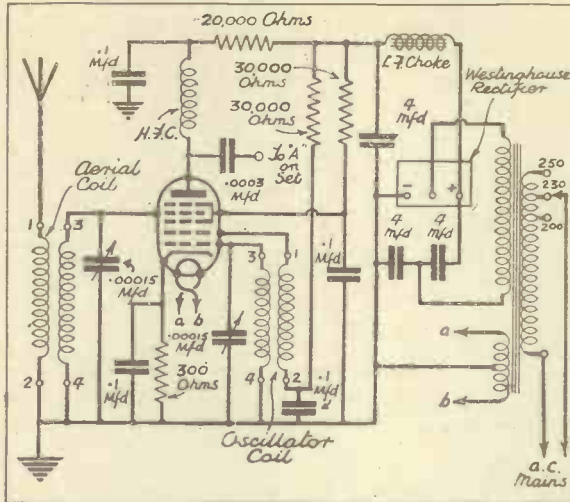 20,000 Ohms
.1
Mfd
30,000
30,000
Ohms
L.F. Choke
Westinghouse
Rectifier
4
mfd
H.F.C.
To "A"
on
Set
.0003
Mfd
Aerial
Coil
- +
250
230
200
1 3
4
mfd
4
mfd
.00015
Mfd
3 1
.1
Mfd
a b
.00015
Mfd
a
2 4
.1
Mfd
300
Ohms
4 2
.1
Mfd
b
Oscillator
Coil
a.c.
Mains